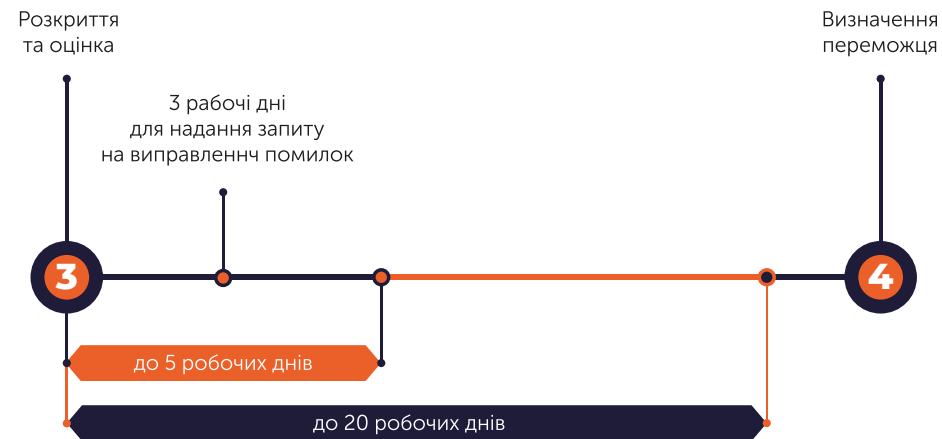 Розкриття
та оцінка
Визначення
переможця
3 рабочі дні
для надання запиту
на виправленнч помилок
3
4
до 5 робочих днів
до 20 робочих днів